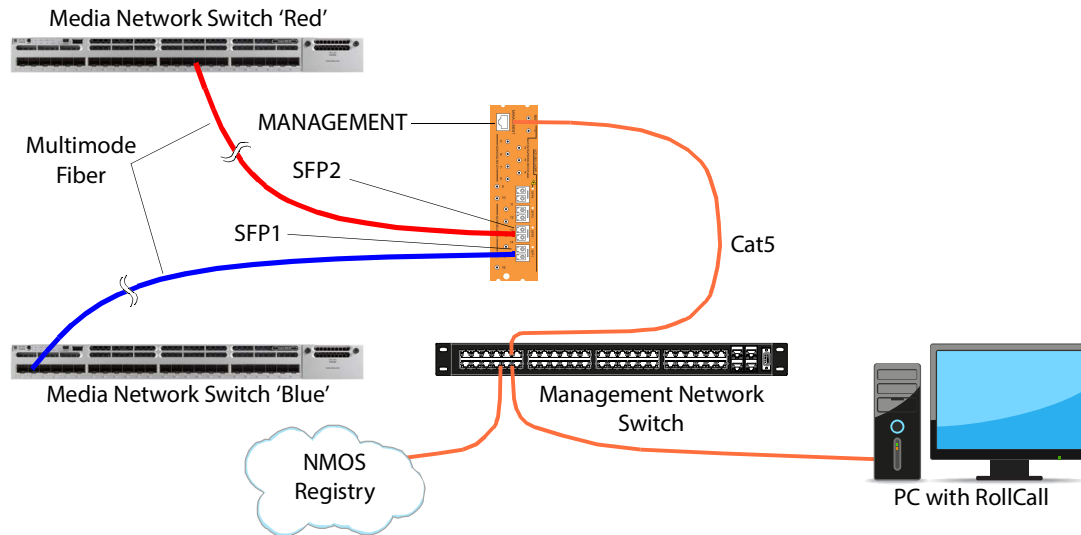 Media Network Switch ‘Red’
MANAGEMENT
Multimode
Fiber
SFP2
SFP1
Cat5
Media Network Switch ‘Blue’
Management Network
Switch
NMOS
Registry
PC with RollCall